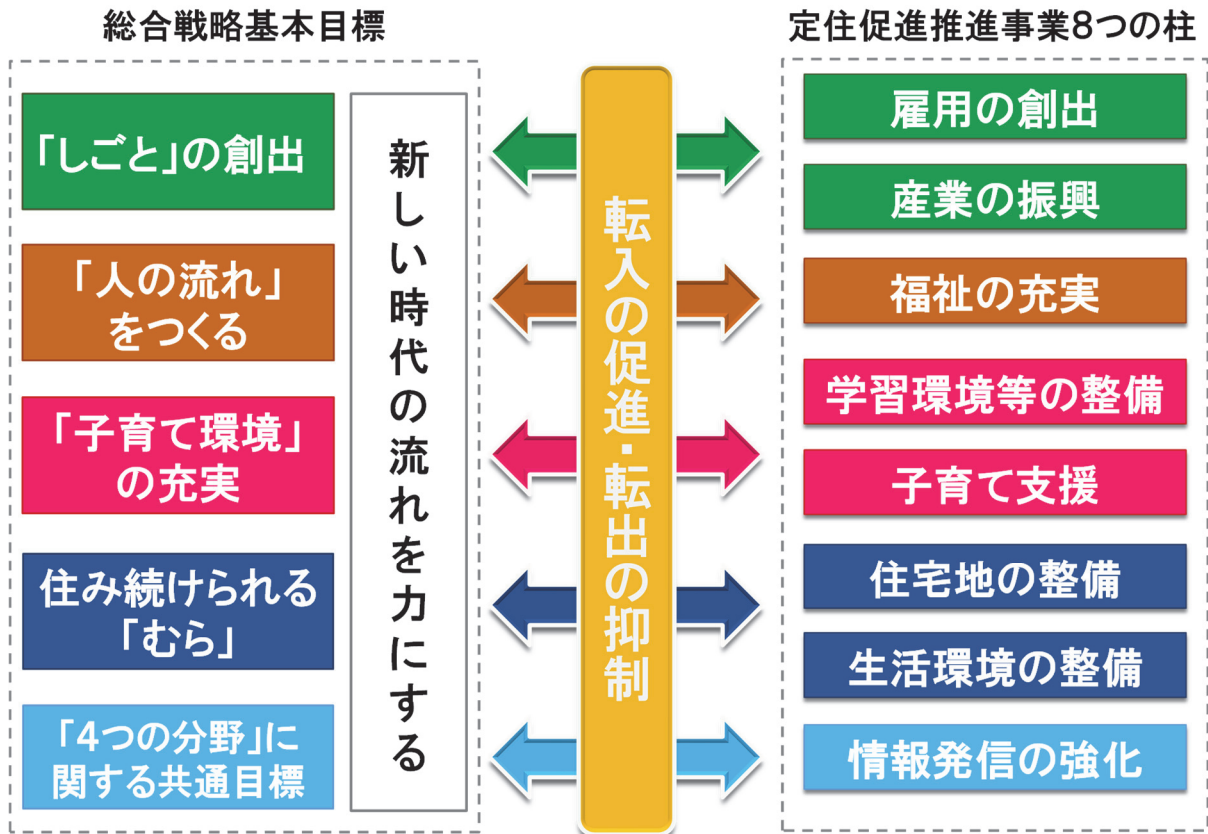 総合戦略基本目標
「しごと」の創出
「人の流れ」
をつくる
「子育て環境」
の充実
住み続けられる
「むら」
「4つの分野」に
関する共通目標
新しい時代の流れを力にする
転入の促進・転出の抑制
定住促進推進事業8つの柱
雇用の創出
産業の振興
福祉の充実
学習環境等の整備
子育て支援
住宅地の整備
生活環境の整備
情報発信の強化